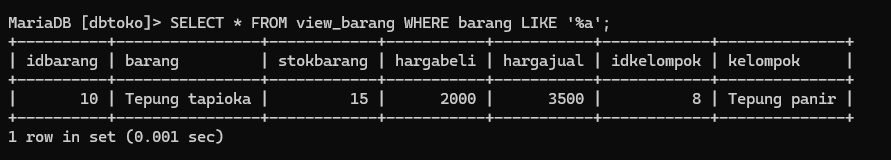 MariaDB [dbtoko]> SELECT * FROM view_barang WHERE barang LIKE '%a';
+----------+----------------+------------+-----------+-----------+------------+--------------+
| idbarang | barang         | stokbarang | hargabeli | hargajual | idkelompok | kelompok     |
+----------+----------------+------------+-----------+-----------+------------+--------------+
|       10 | Tepung tapioka |         15 |      2000 |      3500 |          8 | Tepung panir |
+----------+----------------+------------+-----------+-----------+------------+--------------+
1 row in set (0.001 sec)